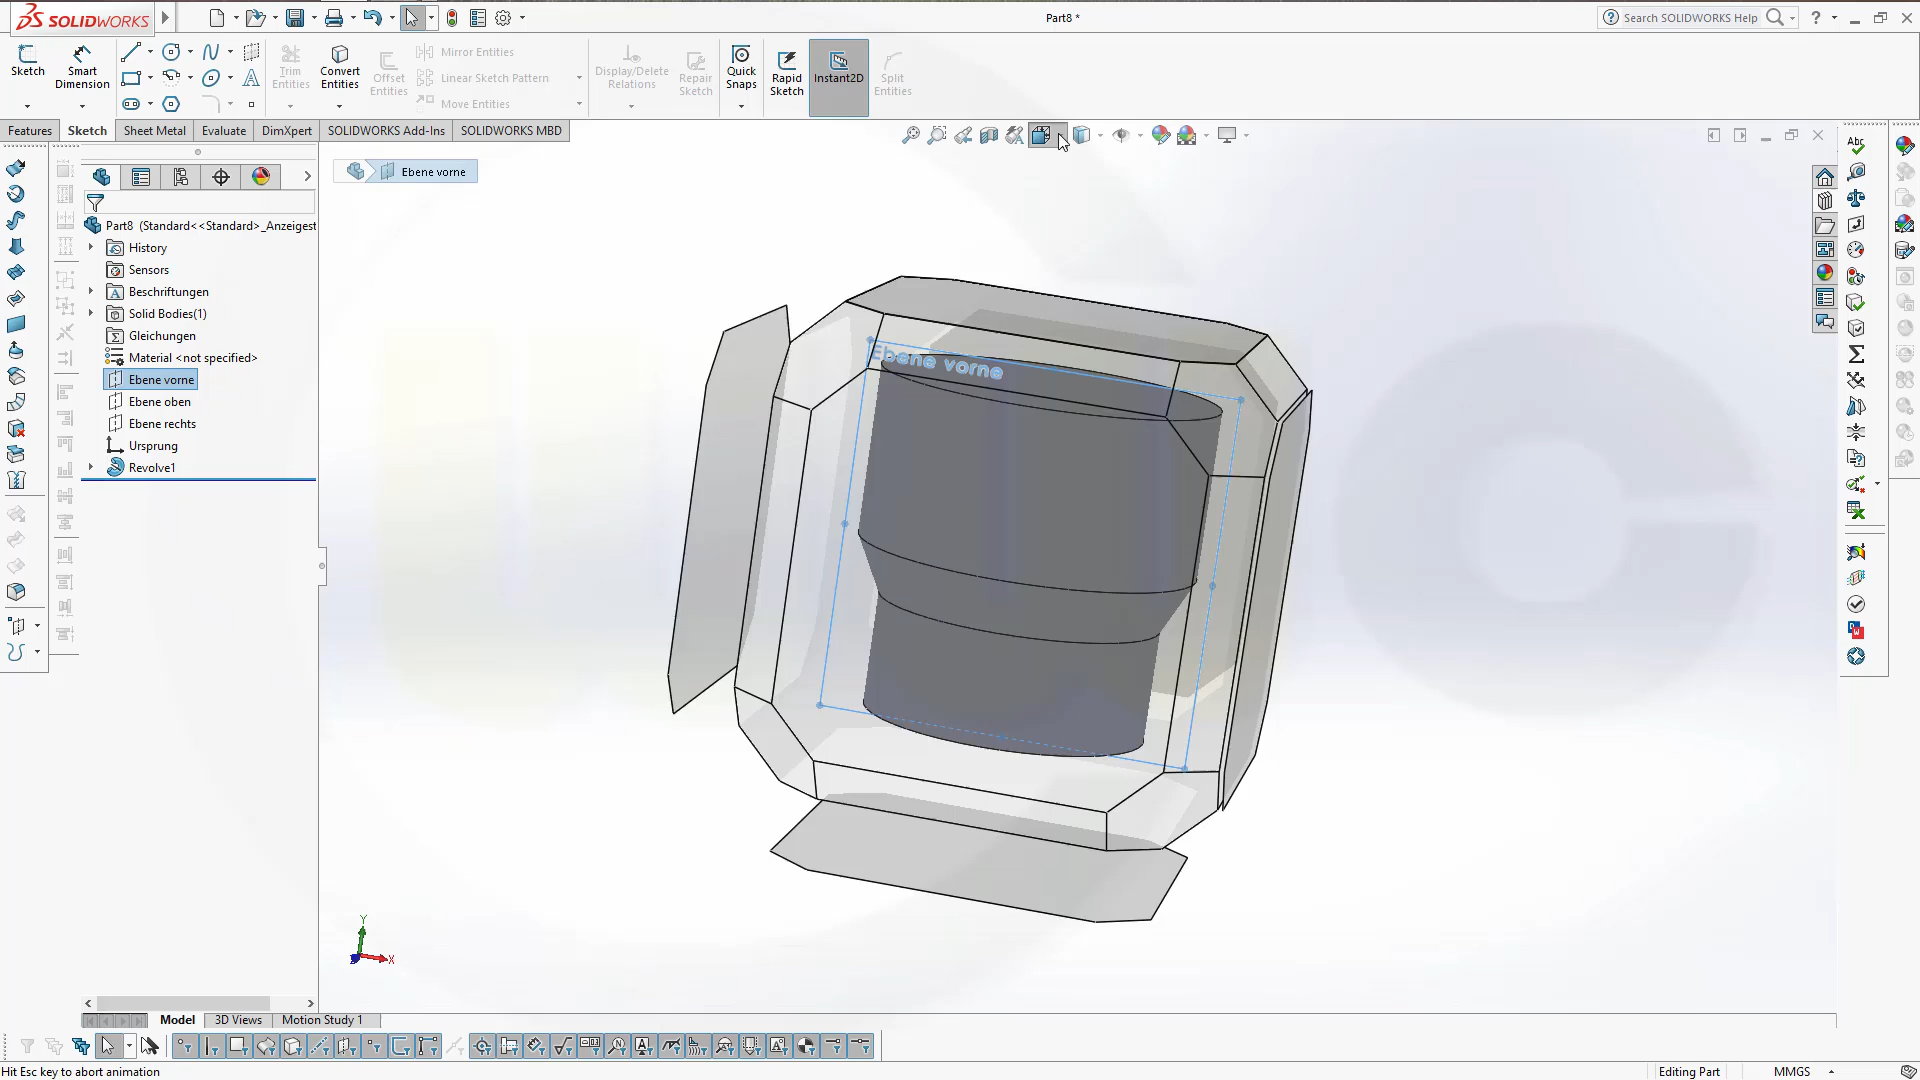 SOLIDWORKS
Part8 *
Search SOLIDWORKS Help
Sketch
Smart Dimension
Trim Entities
Convert Entities
Offset Entities
Mirror Entities
Linear Sketch Pattern
Move Entities
Display/Delete Relations
Repair Sketch
Quick Snaps
Rapid Sketch
Instant2D
Split Entities
Features
Sketch
Sheet Metal
Evaluate
DimXpert
SOLIDWORKS Add-Ins
SOLIDWORKS MBD
Ebene vorne
Part8 (Standard<<Standard>_Anzeigest
History
Sensors
Beschriftungen
Solid Bodies(1)
Gleichungen
Material <not specified>
Ebene vorne
Ebene oben
Ebene rechts
Ursprung
Revolve1
Ebene vorne
Y
X
Model
3D Views
Motion Study 1
Hit Esc key to abort animation
Editing Part
MMGS